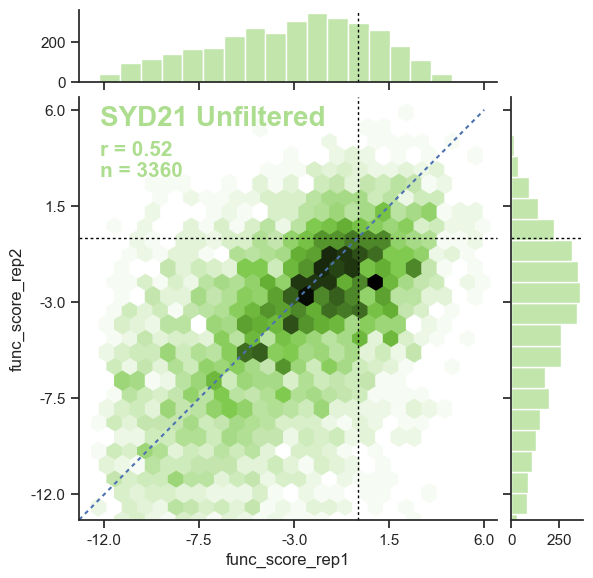 200
0
SYD21 Unfiltered
r = 0.52
n = 3360
6.0
1.5
-3.0
-7.5
-12.0
func_score_rep2
-12.0 -7.5 -3.0 1.5 6.0
func_score_rep1
0 250